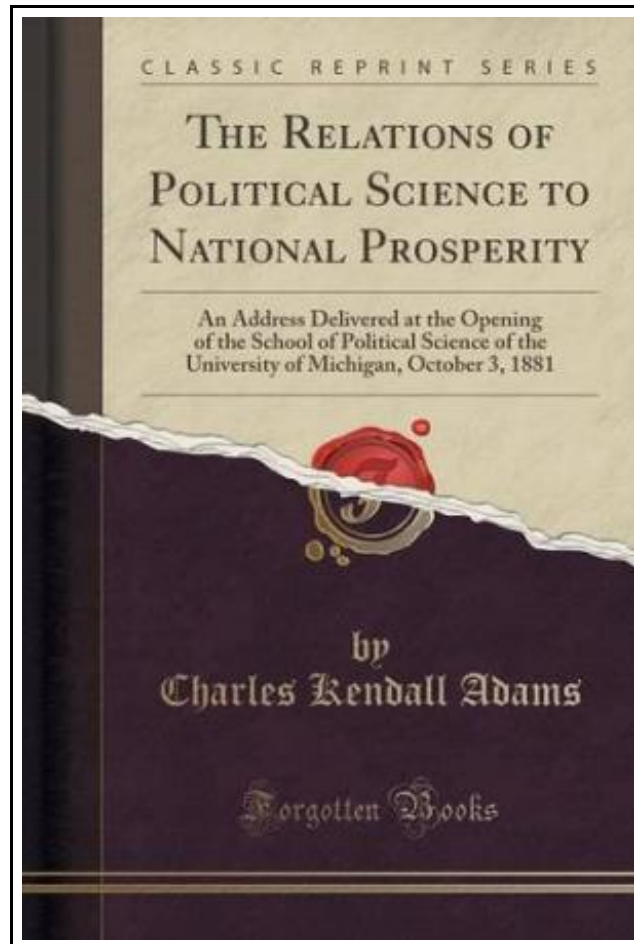 CLASSIC REPRINT SERIES
THE RELATIONS OF
POLITICAL SCIENCE TO
NATIONAL PROSPERITY
An Address Delivered at the Opening
of the School of Political Science of the
University of Michigan, October 3, 1881
by
Charles Kendall Adams
Forgotten Books